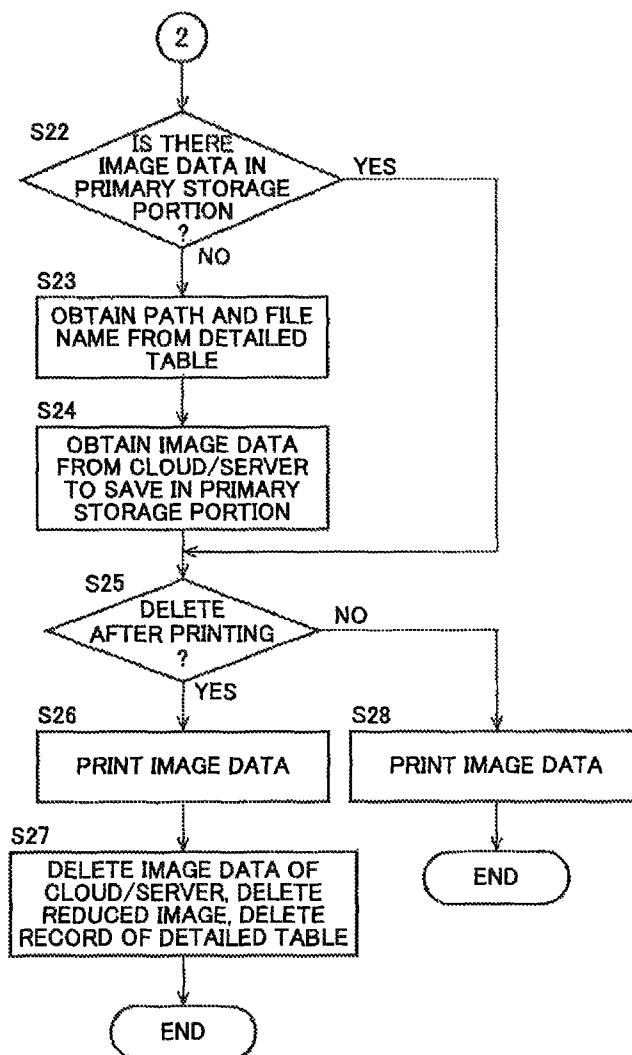 2
S22
IS THERE
IMAGE DATA IN
PRIMARY STORAGE
PORTION
?
YES
NO
S23
OBTAIN PATH AND FILE
NAME FROM DETAILED
TABLE
S24
OBTAIN IMAGE DATA
FROM CLOUD/SERVER
TO SAVE IN PRIMARY
STORAGE PORTION
S25
DELETE
AFTER PRINTING
?
NO
YES
S26
PRINT IMAGE DATA
S28
PRINT IMAGE DATA
S27
DELETE IMAGE DATA OF
CLOUD/SERVER, DELETE
REDUCED IMAGE, DELETE
RECORD OF DETAILED TABLE
END
END